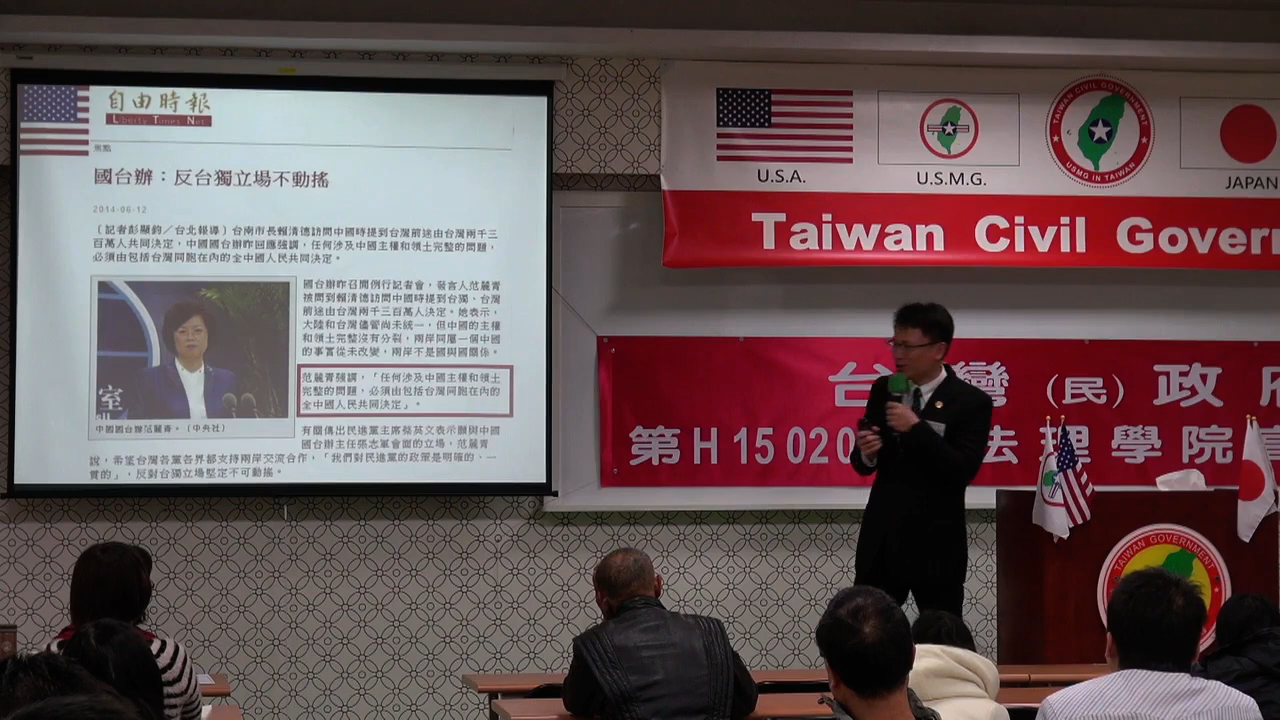 自由時報
Liberty Times Net
焦點
國台辦：反台獨立場不動搖
2014-06-12
〔記者彭顯鈞／台北報導〕台南市長賴清德訪問中國時提到台灣前途由台灣兩千三
百萬人共同決定，中國國台辦昨回應強調，任何涉及中國主權和領土完整的問題，
必須由包括台灣同胞在內的全中國人民共同決定。
國台辦昨召開例行記者會，發言人范麗青
被問到賴清德訪問中國時提到台獨、台灣
前途由台灣兩千三百萬人決定。她表示，
大陸和台灣儘管尚未統一，但中國的主權
和領土完整沒有分裂，兩岸同屬一個中國
的事實從未改變，兩岸不是國與國關係。
范麗青強調，「任何涉及中國主權和領土
完整的問題，必須由包括台灣同胞在內的
全中國人民共同決定」。
室
中國國台辦范麗青。（中央社）
有關傳出民進黨主席蔡英文表示願與中國
國台辦主任張志軍會面的立場，范麗青
說，希望台灣各黨各界都支持兩岸交流合作，「我們對民進黨的政策是明確的、一
貫的」，反對台獨立場堅定不可動搖。
U.S.A.
U.S.M.G.
TAIWAN CIVIL GOVERNMENT
USMG IN TAIWAN
JAPAN
Taiwan Civil Govern
台灣（民）政府
第H 15 020 法理學院
TAIWAN GOVERNMENT